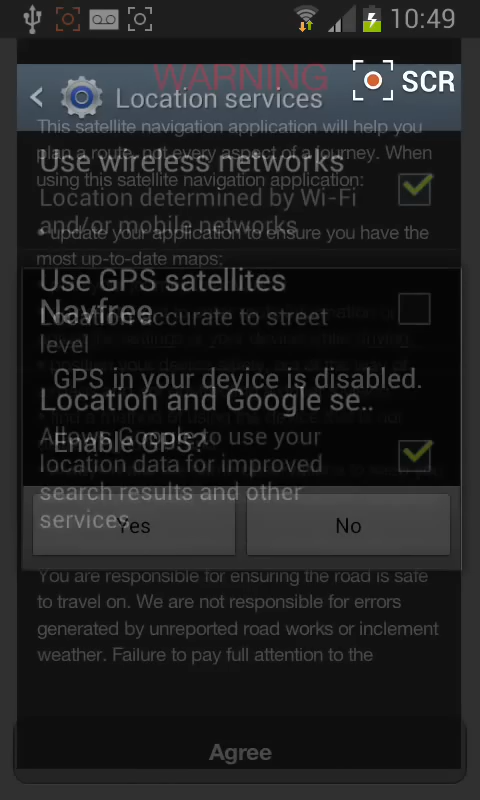 10:49
WARNING
SCR
Location services
This satellite navigation application will help you
plan a route, not every aspect of a journey. When
using this satellite navigation application:
Use wireless networks
Location determined by Wi-Fi
and/or mobile networks
• update your application to ensure you have the
most up-to-date maps;
Use GPS satellites
Navfree
Location accurate to street
level
GPS in your device is disabled.
Location and Google se..
Enable GPS?
Allows Google to use your
location data for improved
search results and other
services
Yes
No
You are responsible for ensuring the road is safe
to travel on. We are not responsible for errors
generated by unreported road works or inclement
weather. Failure to pay full attention to the
Agree